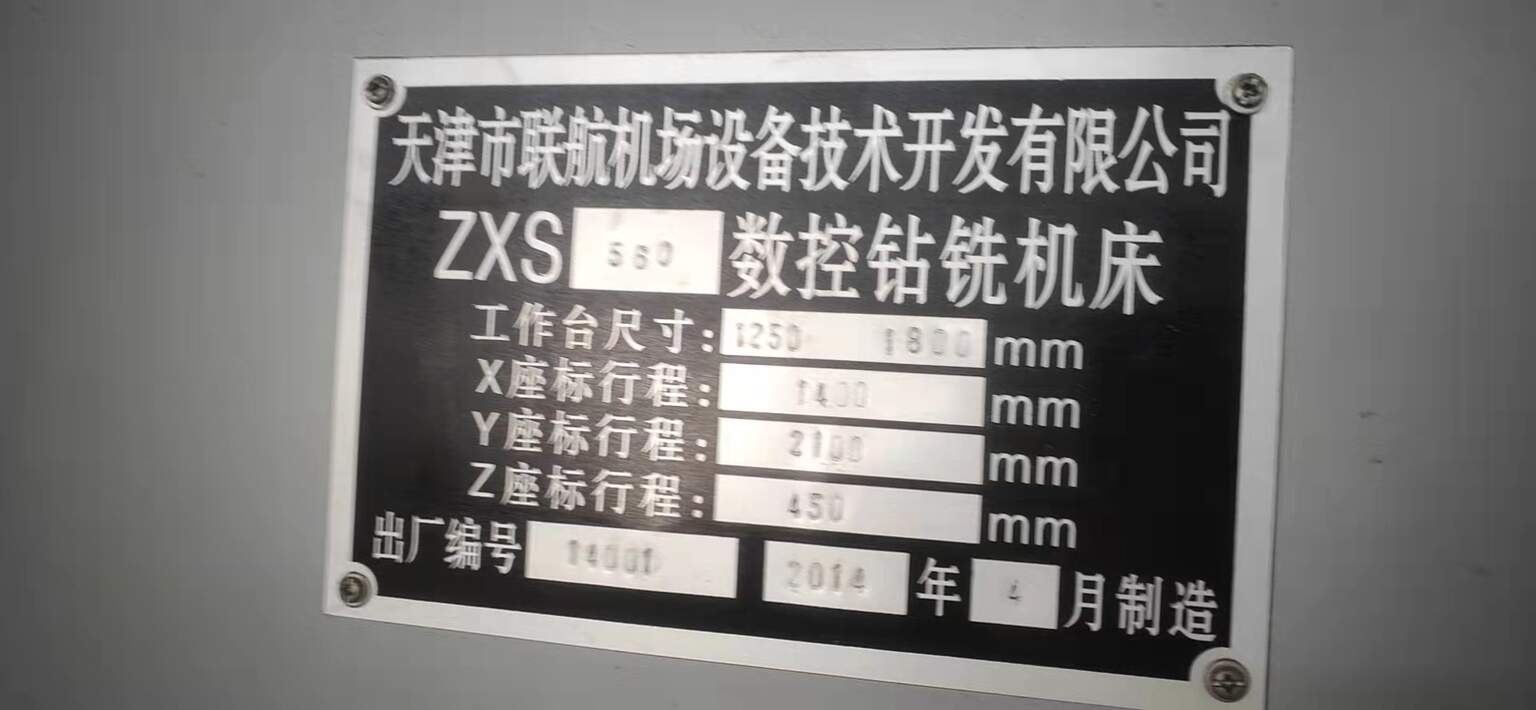 天津市联航机场设备技术开发有限公司
ZXS 560 数控钻铣机床
工作台尺寸: 1250 1800 mm
X座标行程: 1400 mm
Y座标行程: 2100 mm
Z座标行程: 450 mm
出厂编号 14001 2014 年 4 月制造